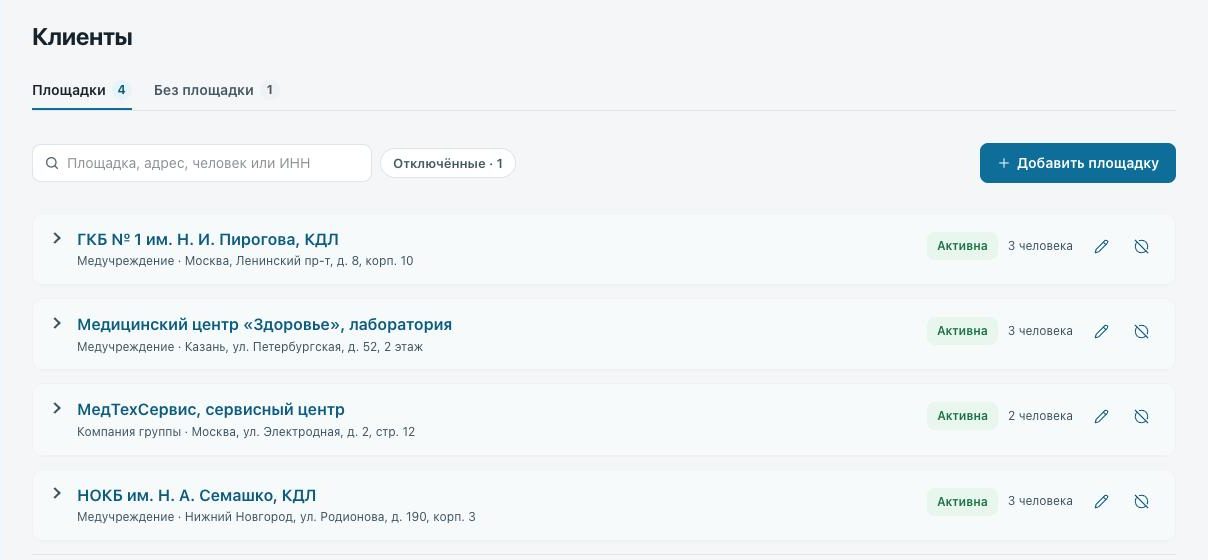 Клиенты
Площадки 4 Без площадки 1
Площадка, адрес, человек или ИНН Отключённые · 1 + Добавить площадку
ГКБ № 1 им. Н. И. Пирогова, КДЛ
Медучреждение · Москва, Ленинский пр-т, д. 8, корп. 10
Активна 3 человека
Медицинский центр «Здоровье», лаборатория
Медучреждение · Казань, ул. Петербургская, д. 52, 2 этаж
Активна 3 человека
МедТехСервис, сервисный центр
Компания группы · Москва, ул. Электродная, д. 2, стр. 12
Активна 2 человека
НОКБ им. Н. А. Семашко, КДЛ
Медучреждение · Нижний Новгород, ул. Родионова, д. 190, корп. 3
Активна 3 человека